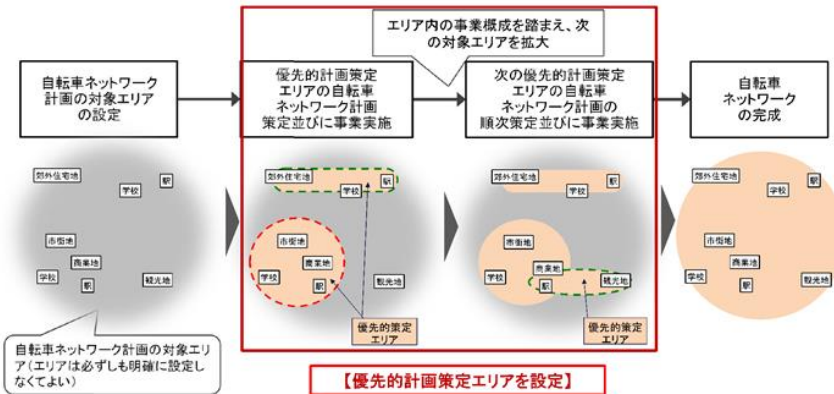 エリア内の事業概成を踏まえ、次
の対象エリアを拡大
自転車ネットワーク
計画の対象エリア
の設定
優先的計画策定
エリアの自転車
ネットワーク計画
策定並びに事業実施
次の優先的計画策定
エリアの自転車
ネットワーク計画の
順次策定並びに事業実施
自転車
ネットワーク
の完成
郊外住宅地
学校
駅
市街地
商業地
学校
駅
観光地
郊外住宅地
学校
駅
市街地
商業地
学校
駅
観光地
優先的策定
エリア
郊外住宅地
学校
駅
市街地
学校
商業地
駅
観光地
優先的策定
エリア
郊外住宅地
学校
駅
市街地
商業地
学校
駅
観光地
自転車ネットワーク計画の対象エリ
ア(エリアは必ずしも明確に設定し
なくてよい)
【優先的計画策定エリアを設定】